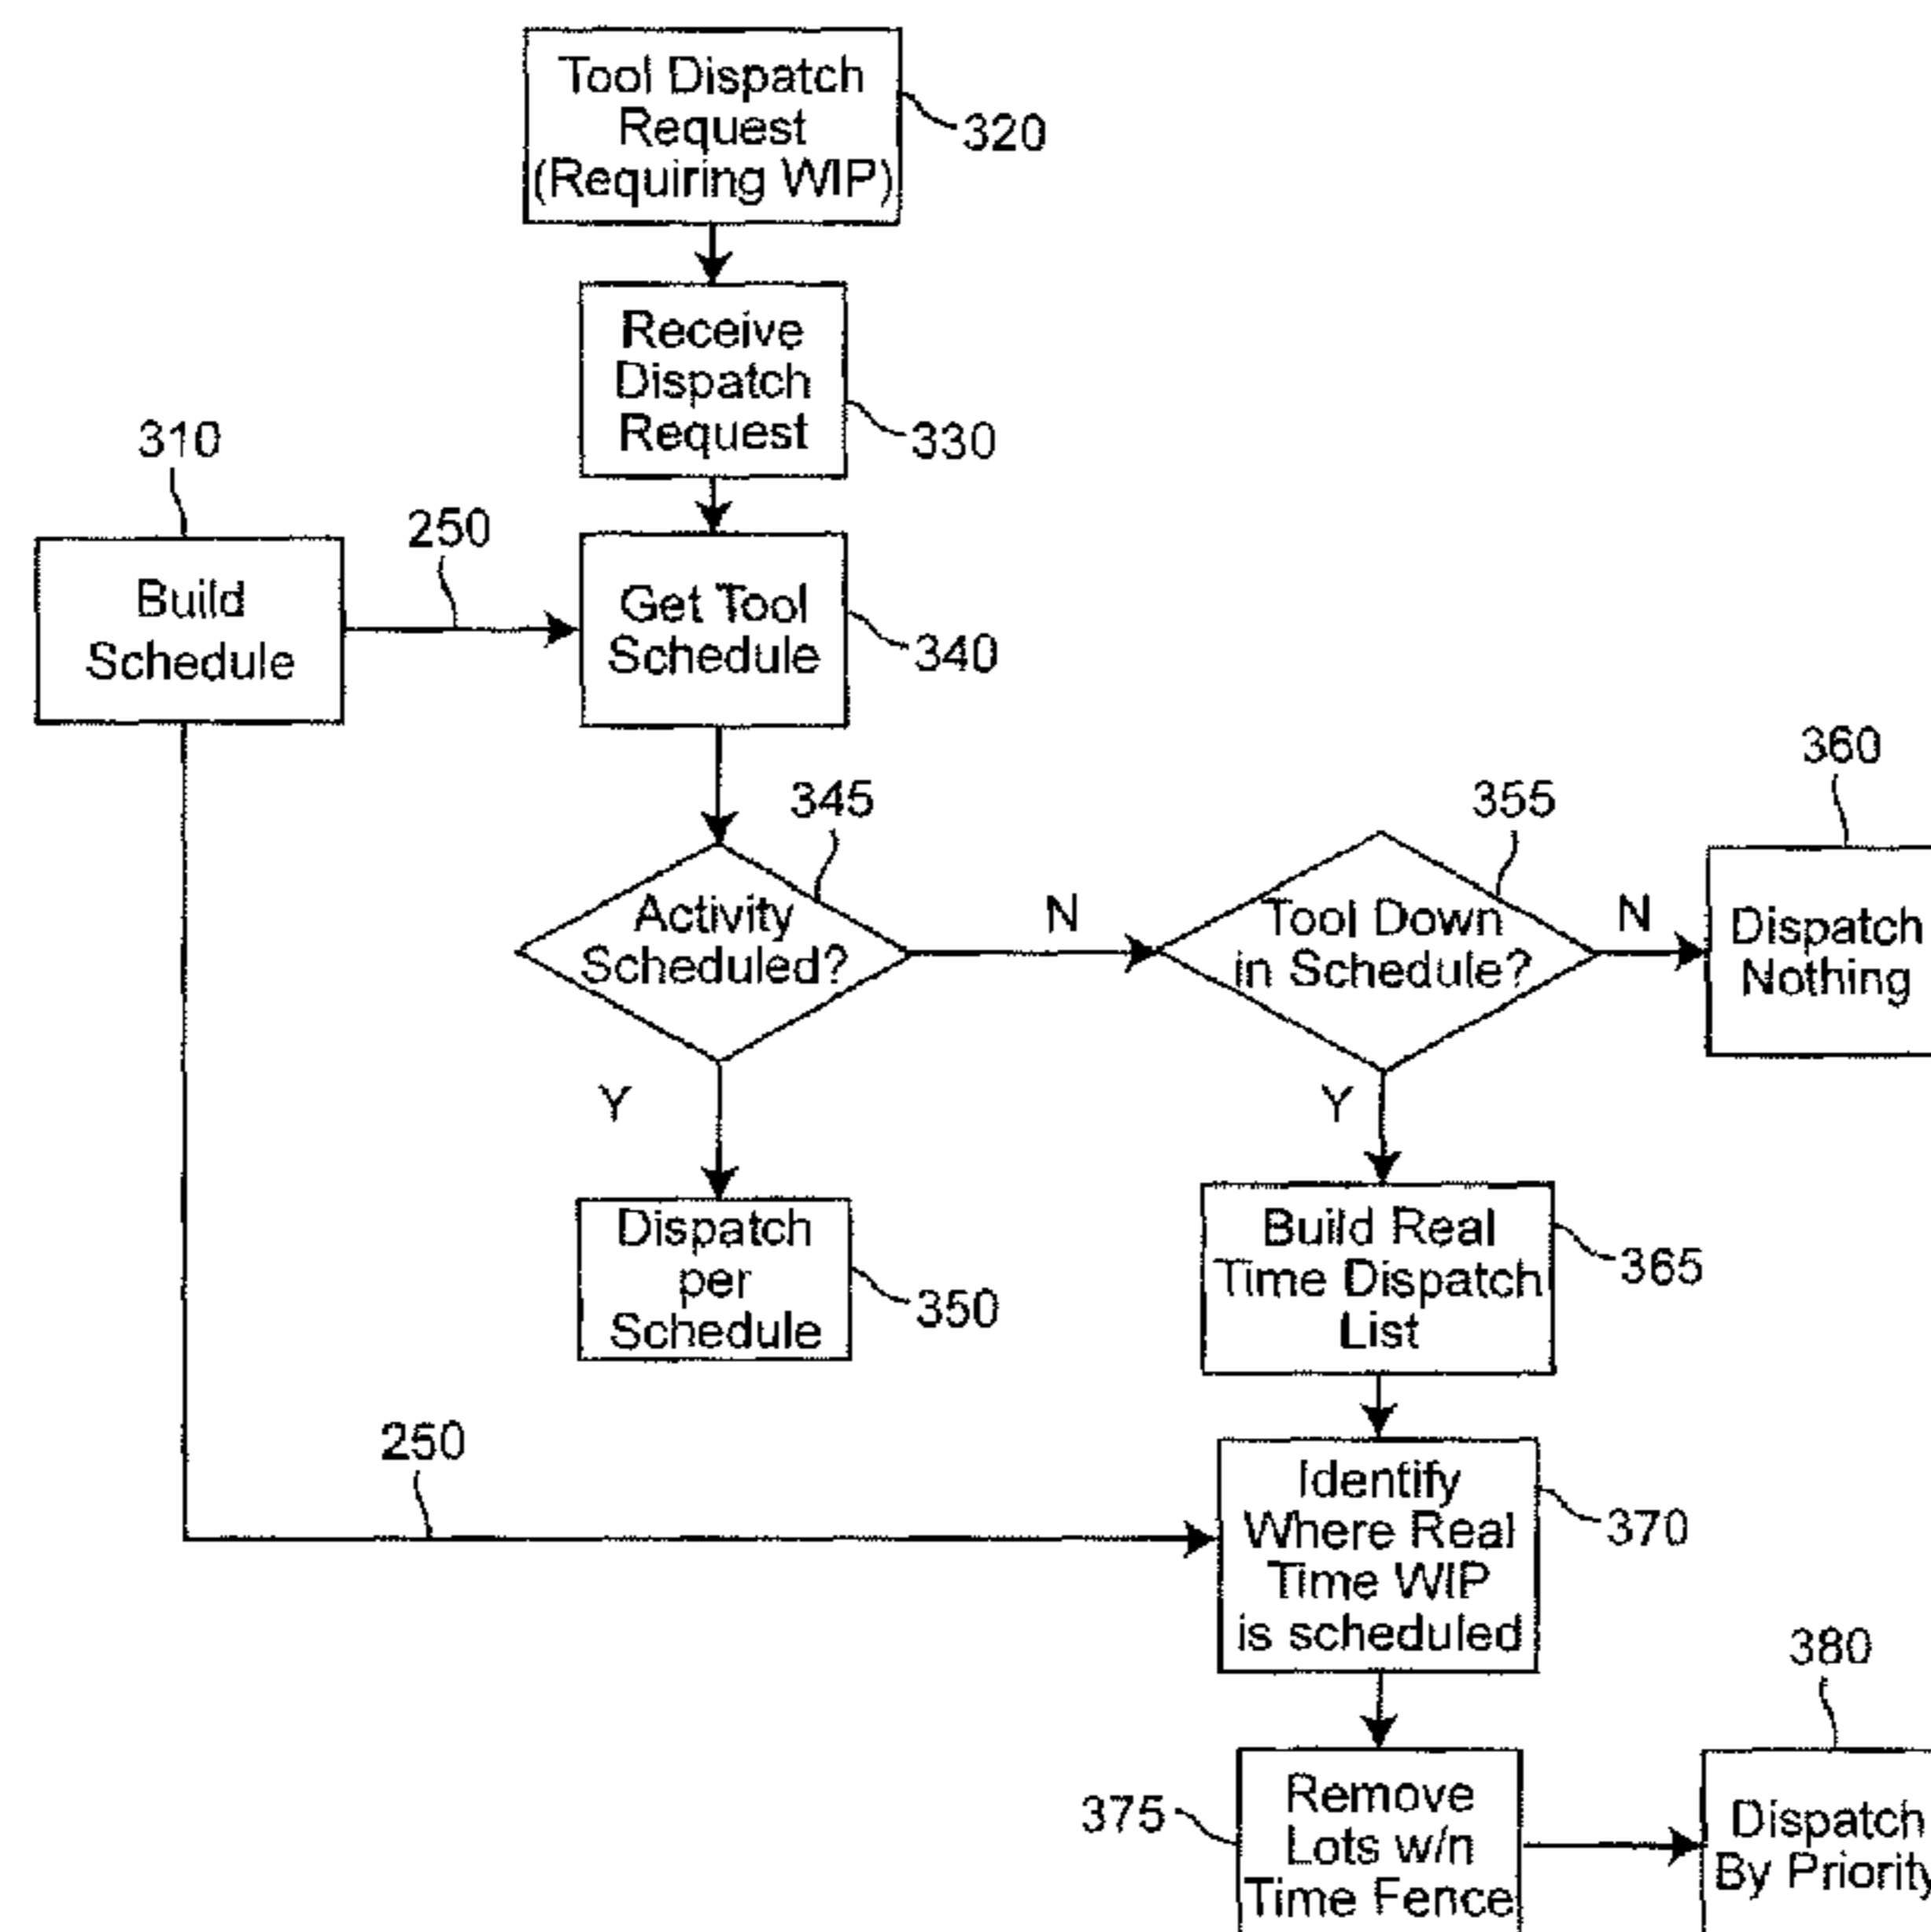 Tool Dispatch
Request
(Requiring WIP)
320
Receive
Dispatch
Request
330
310
250
Build
Schedule
Get Tool
Schedule
340
345
355
360
Activity
Scheduled?
N
Tool Down
in Schedule?
N
Dispatch
Nothing
Y
Y
Dispatch
per
Schedule
350
Build Real
Time Dispatch
List
365
250
Identify
Where Real
Time WIP
is scheduled
370
380
375
Remove
Lots w/n
Time Fence
Dispatch
By Priority